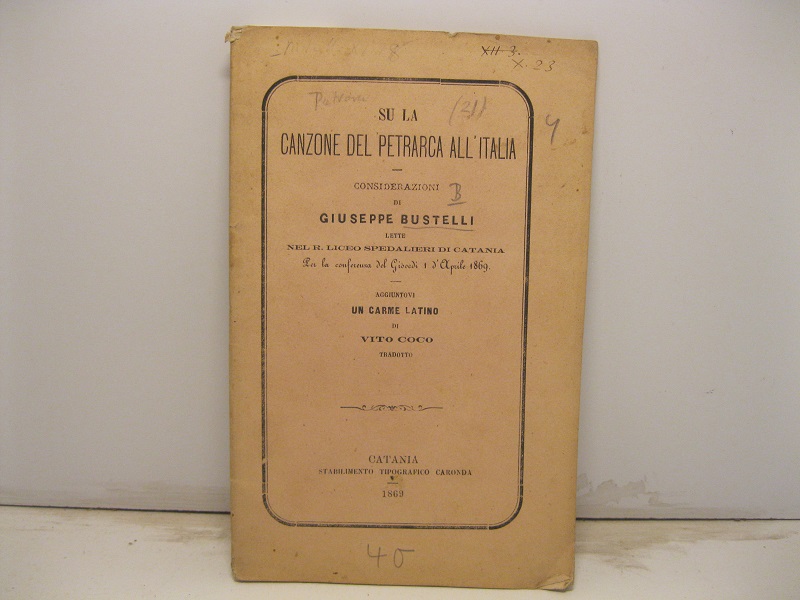 XII 3.
X. 23
SU LA
CANZONE DEL PETRARCA ALL'ITALIA
CONSIDERAZIONI
B
DI
GIUSEPPE BUSTELLI
LETTE
NEL R. LICEO SPEDALIERI DI CATANIA
Per la conferenza del Giovedì 1 d'Aprile 1869.
AGGIUNTOVI
UN CARME LATINO
DI
VITO COCO
TRADOTTO
CATANIA
STABILIMENTO TIPOGRAFICO CARONDA
1869
40